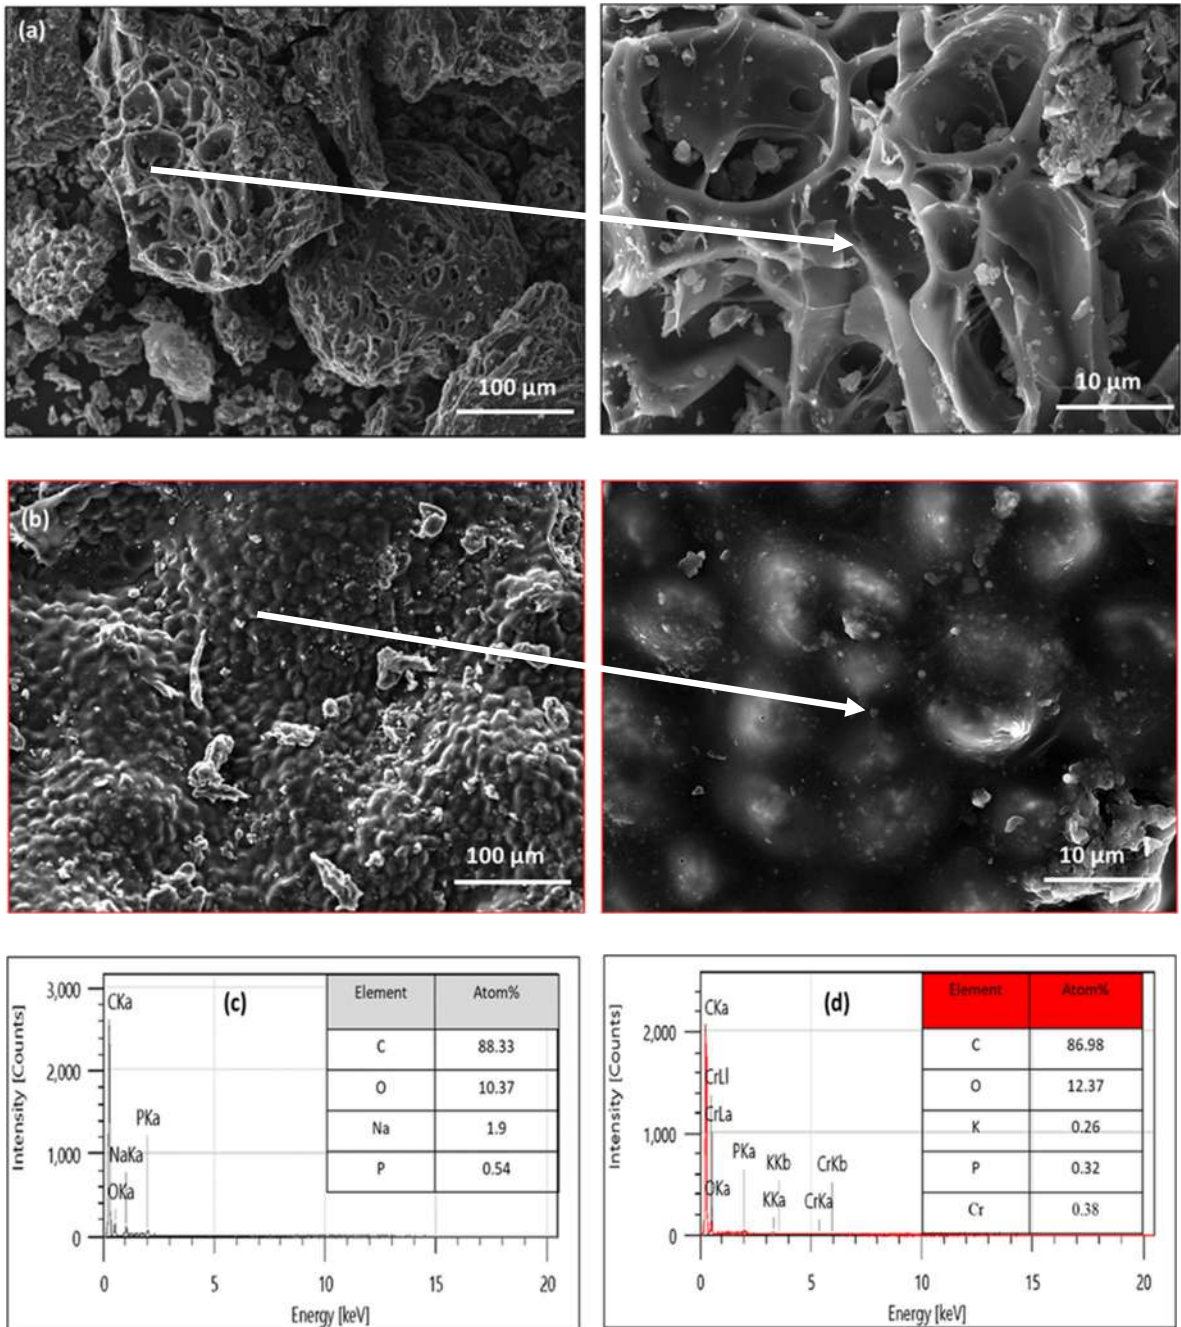 (a)
100 µm
10 µm
(b)
100 µm
10 µm
(c)
Intensity [Counts]
3,000
2,000
1,000
0
CKa
PKa
NaKa
OKa
Element Atom%
C 88.33
O 10.37
Na 1.9
P 0.54
0 5 10 15 20
Energy [keV]
(d)
Intensity [Counts]
2,000
1,000
0
CKa
CrLl
CrLa
PKa
OKa
KKb
KKa
CrKb
CrKa
Element Atom%
C 86.98
O 12.37
K 0.26
P 0.32
Cr 0.38
0 5 10 15 20
Energy [keV]